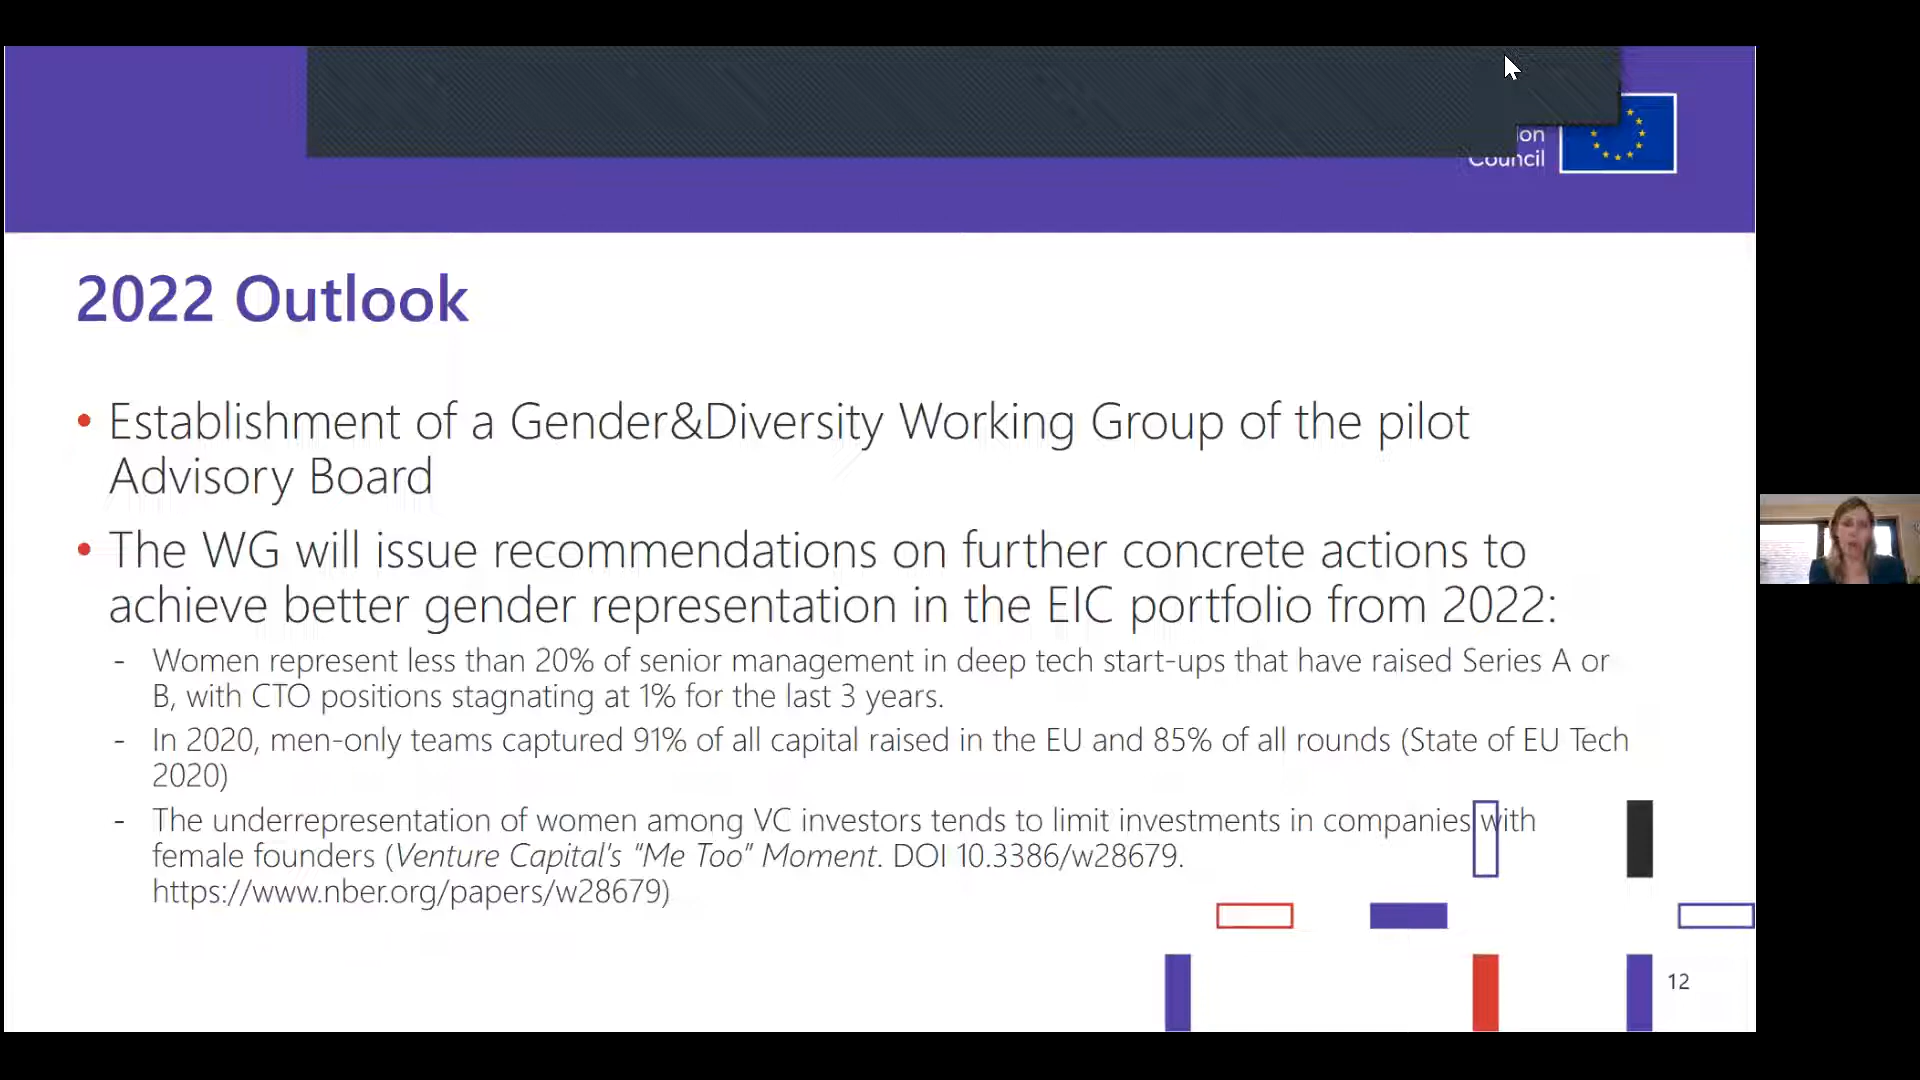 on
Council
2022 Outlook
• Establishment of a Gender&Diversity Working Group of the pilot
Advisory Board
• The WG will issue recommendations on further concrete actions to
achieve better gender representation in the EIC portfolio from 2022:
- Women represent less than 20% of senior management in deep tech start-ups that have raised Series A or
B, with CTO positions stagnating at 1% for the last 3 years.
- In 2020, men-only teams captured 91% of all capital raised in the EU and 85% of all rounds (State of EU Tech
2020)
- The underrepresentation of women among VC investors tends to limit investments in companies with
female founders (Venture Capital's "Me Too" Moment. DOI 10.3386/w28679.
https://www.nber.org/papers/w28679)
12